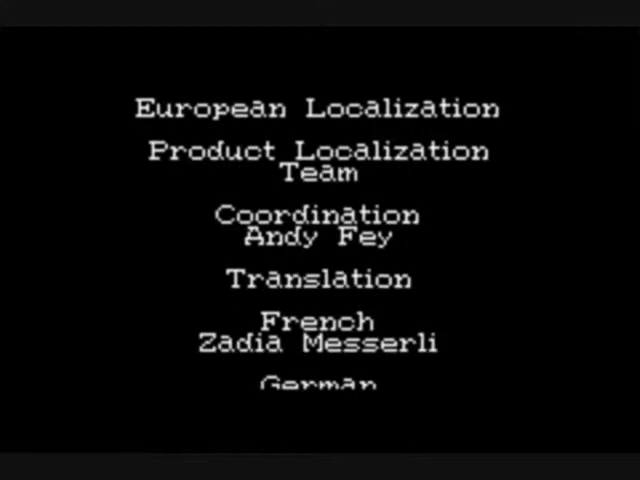 European Localization
Product Localization
Team
Coordination
Andy Fey
Translation
French
Zadia Messerli
German